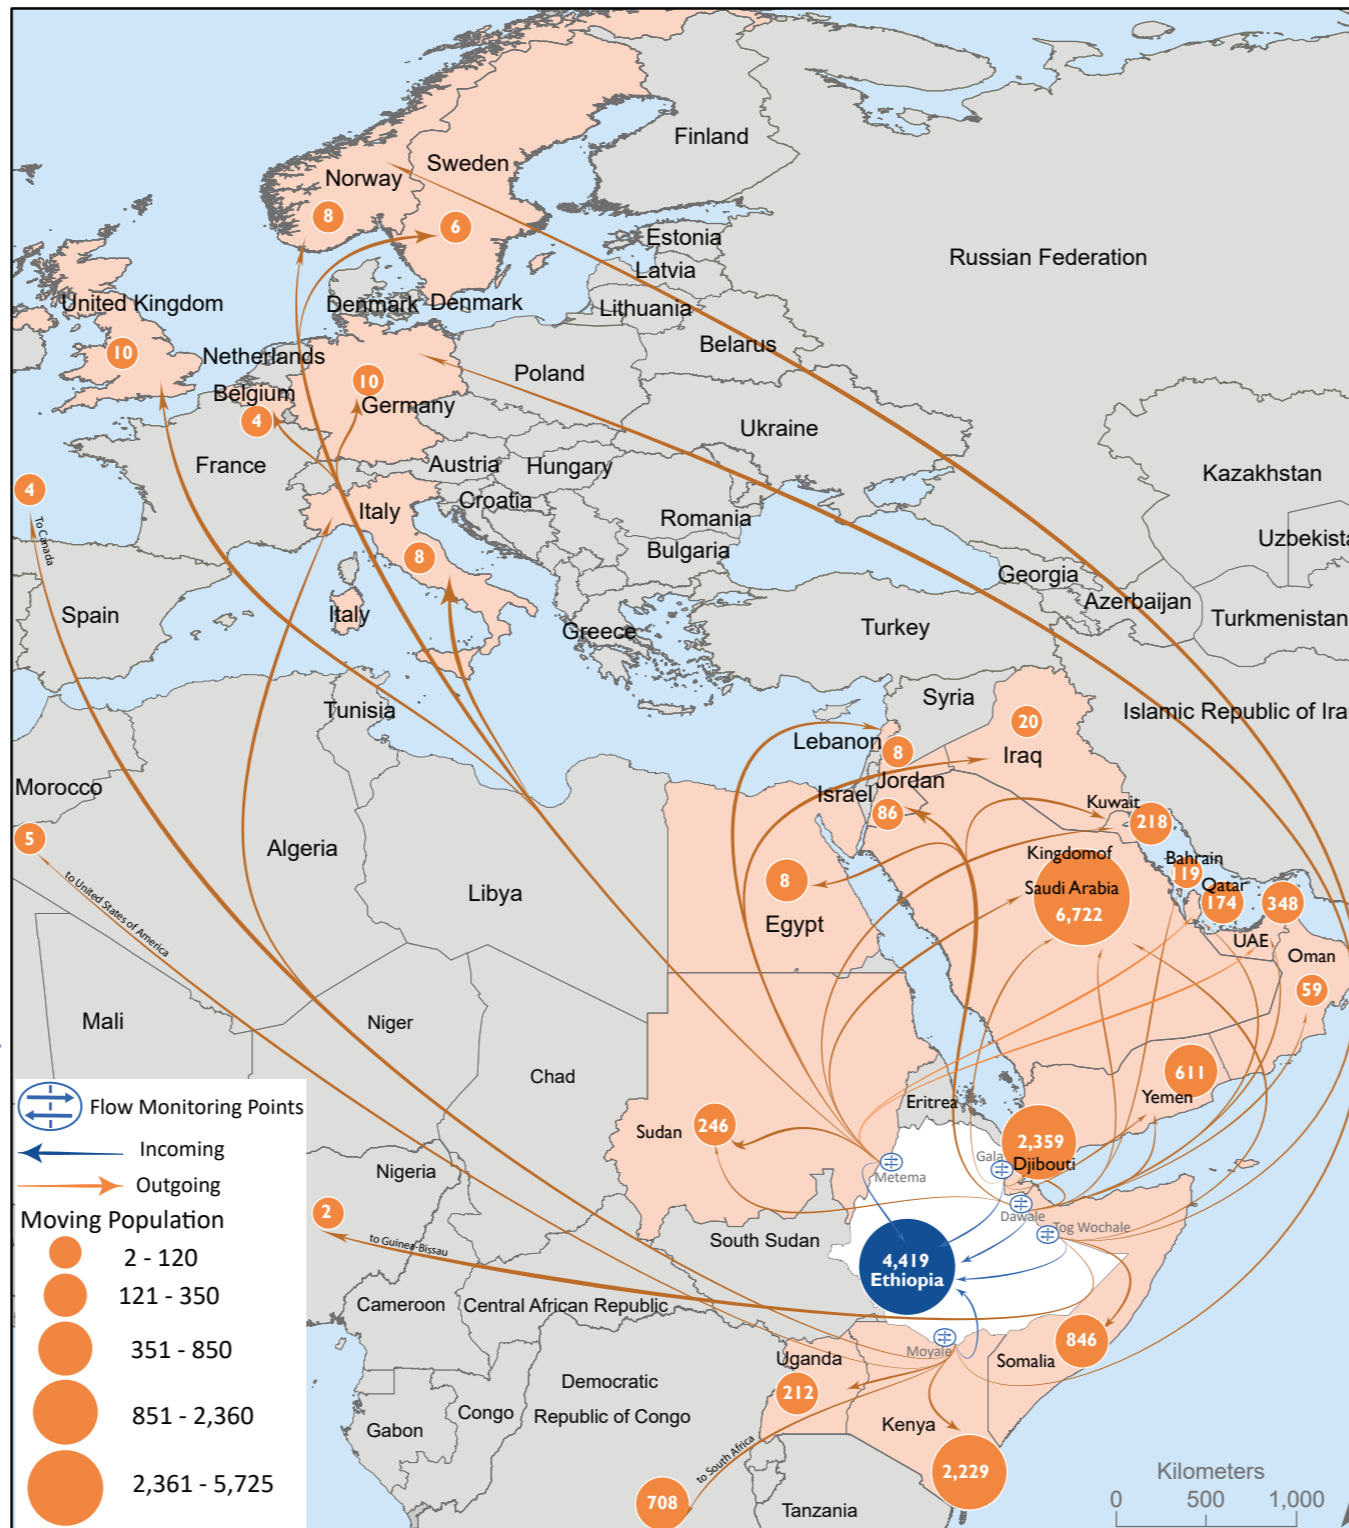 Finland
Sweden
Norway
8
6
Estonia
Russian Federation
Latvia
United Kingdom
Denmark
Denmark
Lithuania
Belarus
10
Netherlands
Poland
10
Belgium
Germany
4
Ukraine
France
Austria
Hungary
Kazakhstan
4
Croatia
Italy
To Canada
Romania
Uzbekista
8
Bulgaria
Georgia
Azerbaijan
Spain
Italy
Turkmenistan
Greece
Turkey
Syria
Tunisia
Islamic Republic of Ira
20
Lebanon
8
Iraq
Jordan
Morocco
Israel
Kuwait
86
218
5
Algeria
Kingdomof
Bahrain
119
to United States of America
Libya
8
Saudi Arabia
Qatar
174
348
6,722
Egypt
UAE
Oman
59
Mali
Niger
Chad
611
Yemen
Eritrea
Flow Monitoring Points
Sudan
246
2,359
Incoming
Nigeria
Gala
Djibouti
Metema
Outgoing
Moving Population
2
Dawale
Tog Wochale
to Guinea-Bissau
South Sudan
2 - 120
4,419
Ethiopia
121 - 350
Cameroon
Central African Republic
351 - 850
Moyale
846
Uganda
Somalia
Democratic
Republic of Congo
212
851 - 2,360
Gabon
Congo
Kenya
to South Africa
2,229
Kilometers
2,361 - 5,725
708
Tanzania
0
500
1,000